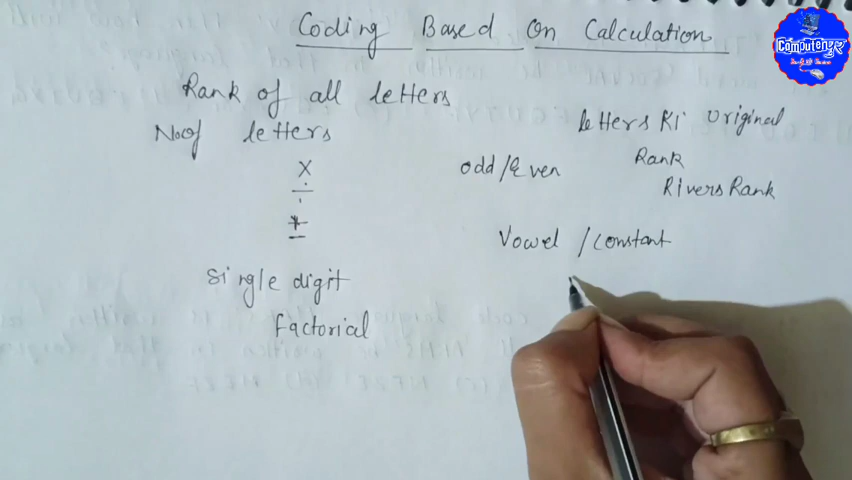 Coding Based On Calculation
Rank of all letters
No of letters
×
÷
±
Single digit
Factorial
letters Ki Original
Rank
Rivers Rank
odd/Even
Vowel / Constant
Computer